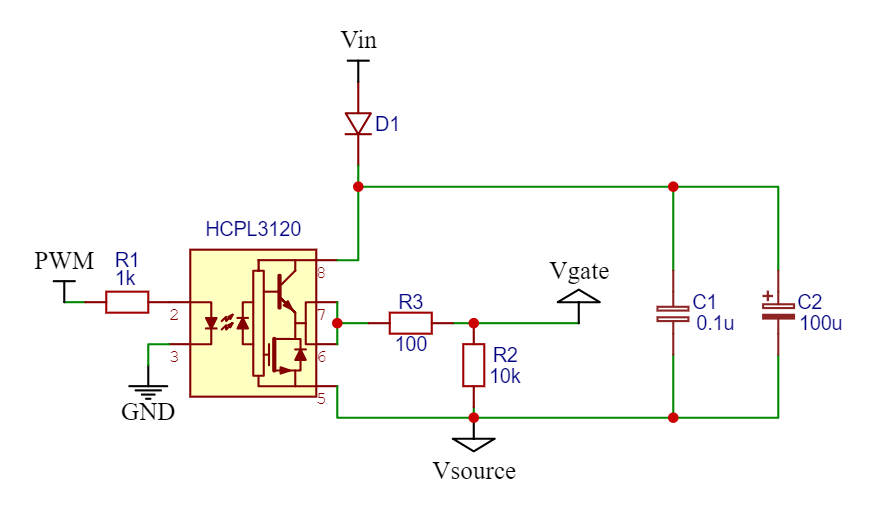 Vin
D1
HCPL3120
PWM
R1
1k
2
3
8
7
6
5
GND
R3
100
Vgate
R2
10k
Vsource
C1
0.1u
+
C2
100u